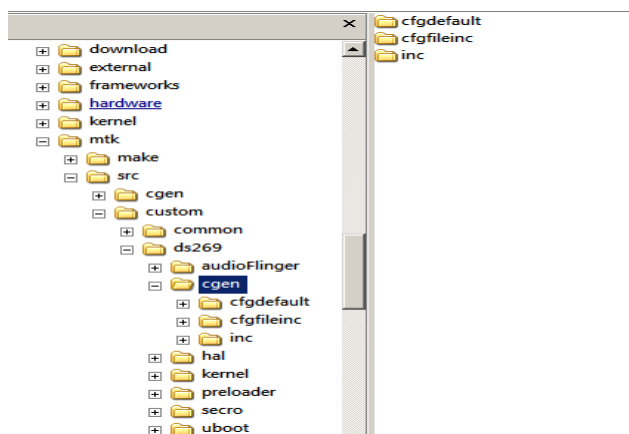 download
external
frameworks
hardware
kernel
mtk
make
src
cgen
custom
common
ds269
audioFlinger
cgen
cfgdefault
cfgfileinc
inc
hal
kernel
preloader
secro
uboot
cfgdefault
cfgfileinc
inc